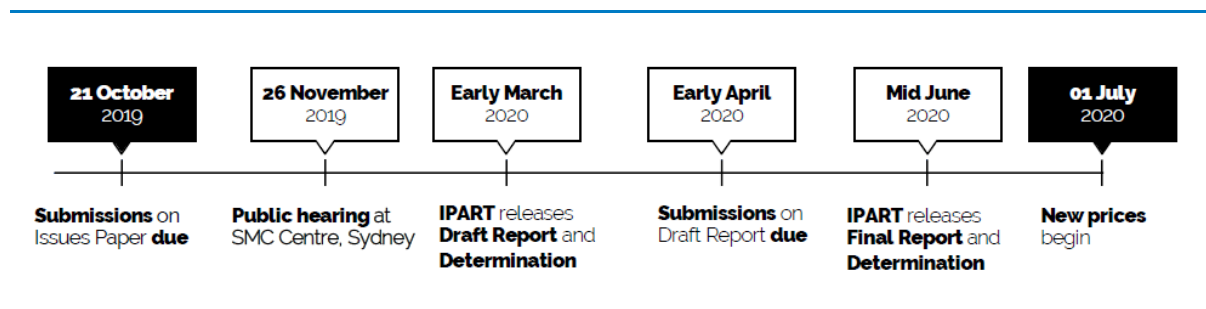 21 October
2019
26 November
2019
Early March
2020
Early April
2020
Mid June
2020
01 July
2020
Submissions on
Issues Paper due
Public hearing at
SMC Centre, Sydney
IPART releases
Draft Report and
Determination
Submissions on
Draft Report due
IPART releases
Final Report and
Determination
New prices
begin